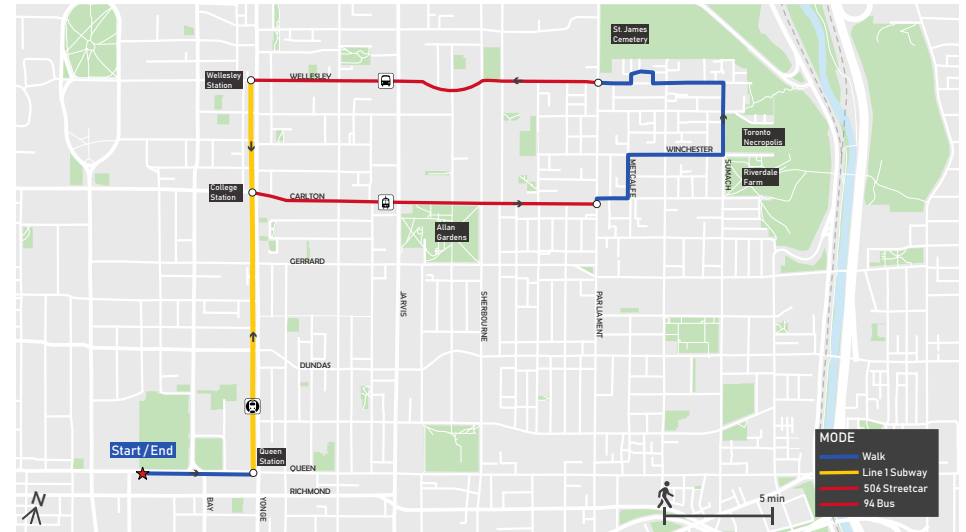 St. James
Cemetery
Wellesley
Station
WELLESLEY
Toronto
Necropolis
WINCHESTER
METCALFE
SUMACH
Riverdale
Farm
College
Station
CARLTON
Allan
Gardens
GERRARD
JARVIS
SHERBOURNE
PARLIAMENT
DUNDAS
Start/End
Queen
Station
QUEEN
RICHMOND
BAY
YONGE
MODE
Walk
Line 1 Subway
506 Streetcar
94 Bus
N
5 min